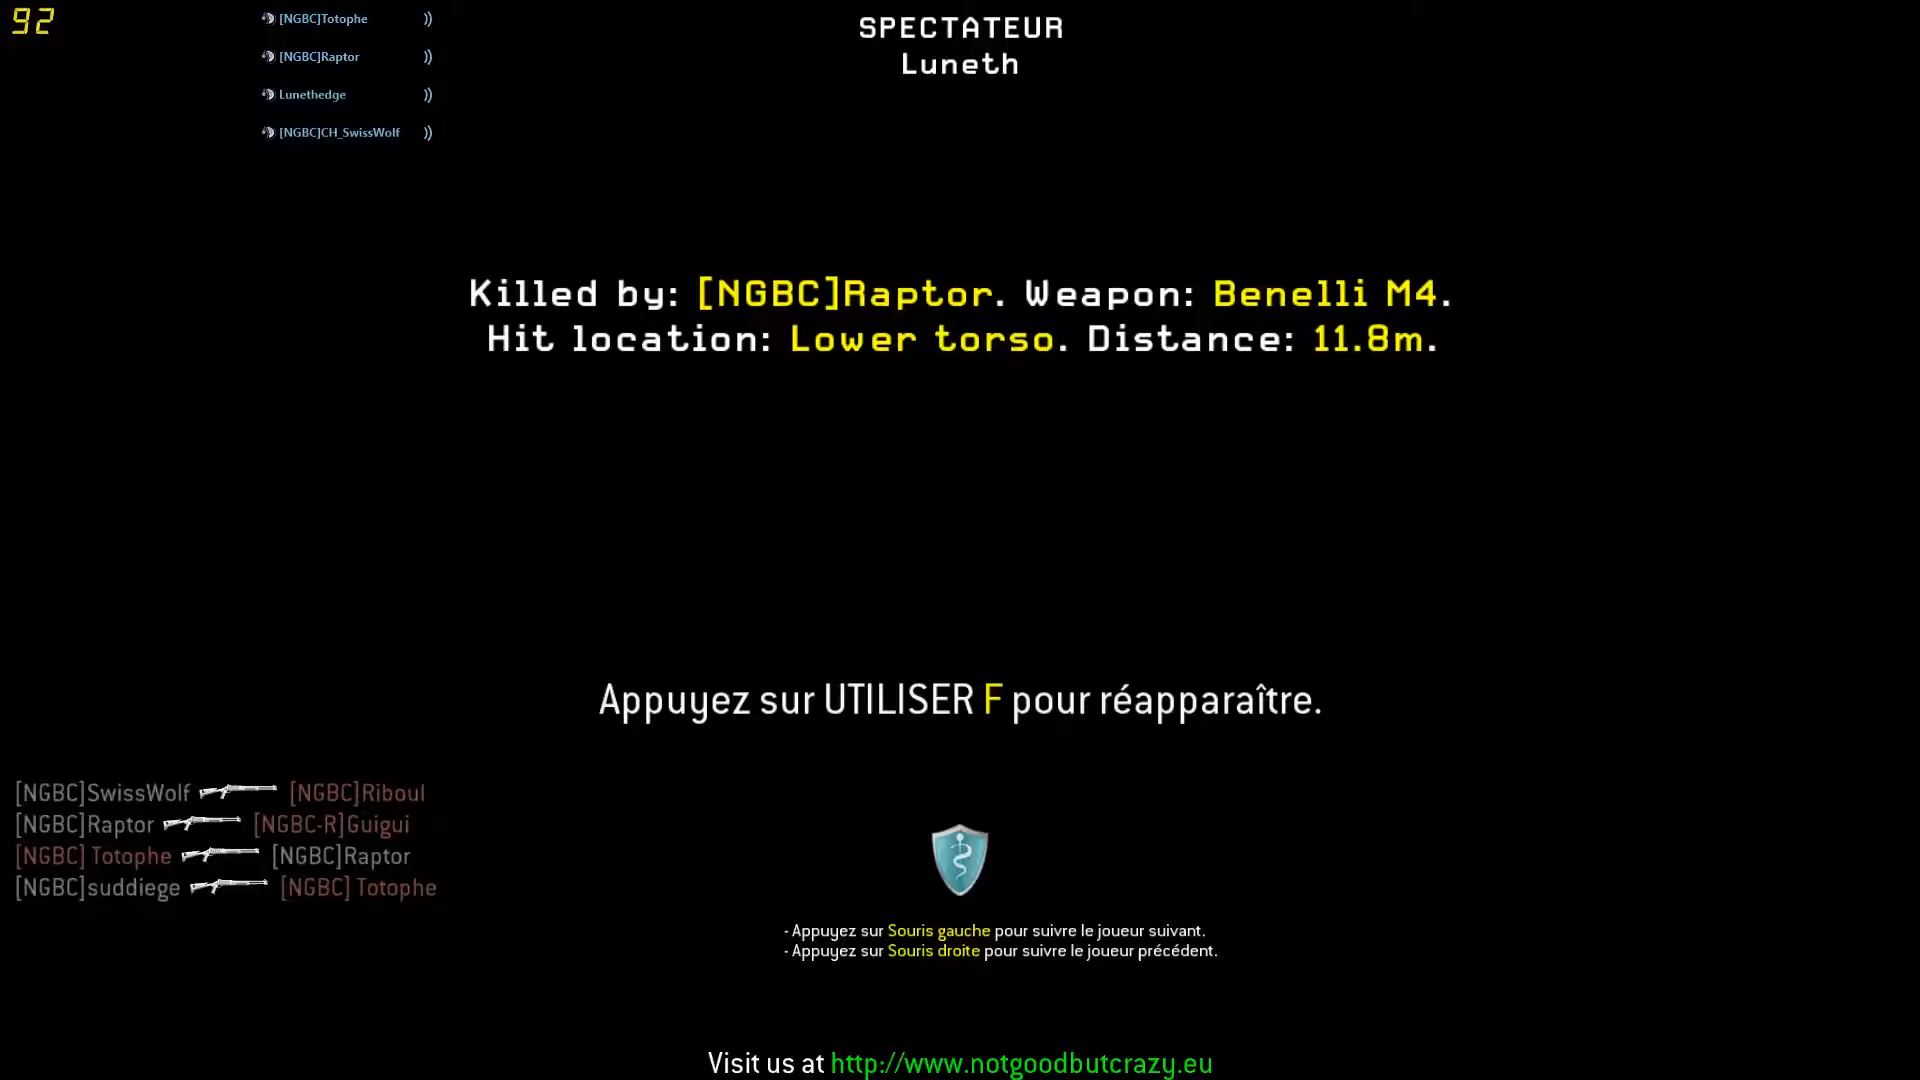 92
[NGBC]Totophe
[NGBC]Raptor
Lunethedge
[NGBC]CH_SwissWolf
SPECTATEUR
Luneth
Killed by: [NGBC]Raptor. Weapon: Benelli M4.
Hit location: Lower torso. Distance: 11.8m.
Appuyez sur UTILISER F pour réapparaître.
[NGBC]SwissWolf [NGBC]Riboul
[NGBC]Raptor [NGBC-R]Guigui
[NGBC] Totophe [NGBC]Raptor
[NGBC]suddiege [NGBC] Totophe
- Appuyez sur Souris gauche pour suivre le joueur suivant.
- Appuyez sur Souris droite pour suivre le joueur précédent.
Visit us at http://www.notgoodbutcrazy.eu